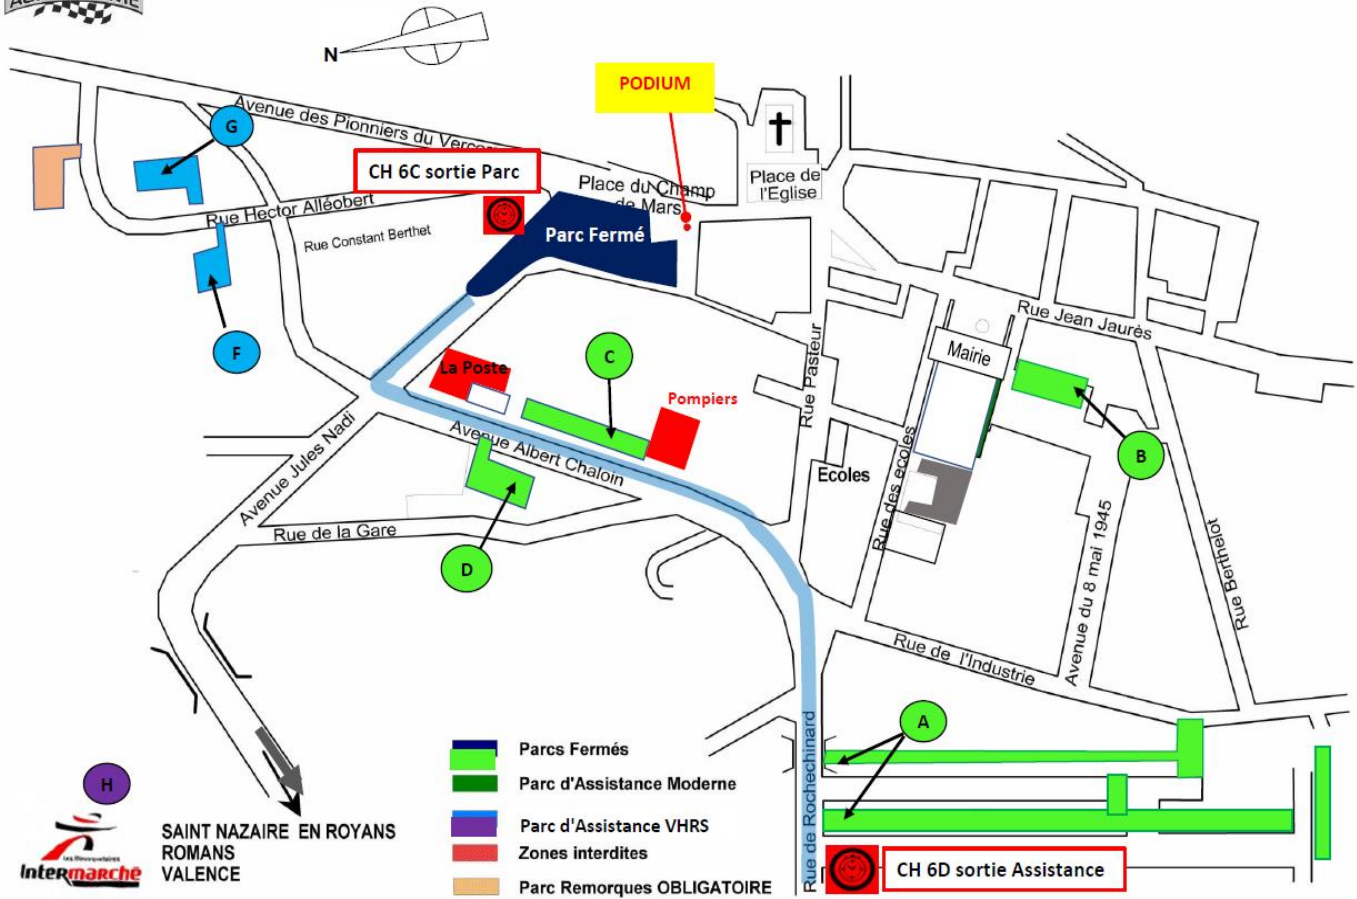 N
PODIUM
Avenue des Pionniers du Vercors
G
CH 6C sortie Parc
Place du Champ
de Mars
Place de
l'Eglise
Rue Hector Alléobert
Rue Constant Berthet
Parc Fermé
F
C
La Poste
Pompiers
Rue Pasteur
Mairie
Rue Jean Jaurès
B
Avenue Jules Nadi
Avenue Albert Chaloin
Ecoles
Rue des ecoles
Rue de la Gare
D
Avenue du 8 mai 1945
Rue Berthelot
Rue de l'Industrie
A
Rue de Rochechinard
H
Parcs Fermés
Parc d'Assistance Moderne
Parc d'Assistance VHRS
Zones interdites
Parc Remorques OBLIGATOIRE
SAINT NAZAIRE EN ROYANS
ROMANS
VALENCE
Les Mousquetaires
Intermarché
CH 6D sortie Assistance